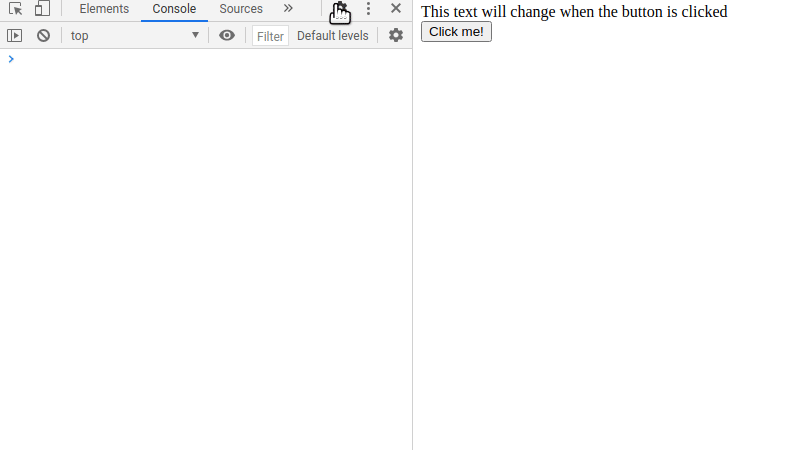 Elements Console Sources
top Filter Default levels
This text will change when the button is clicked
Click me!